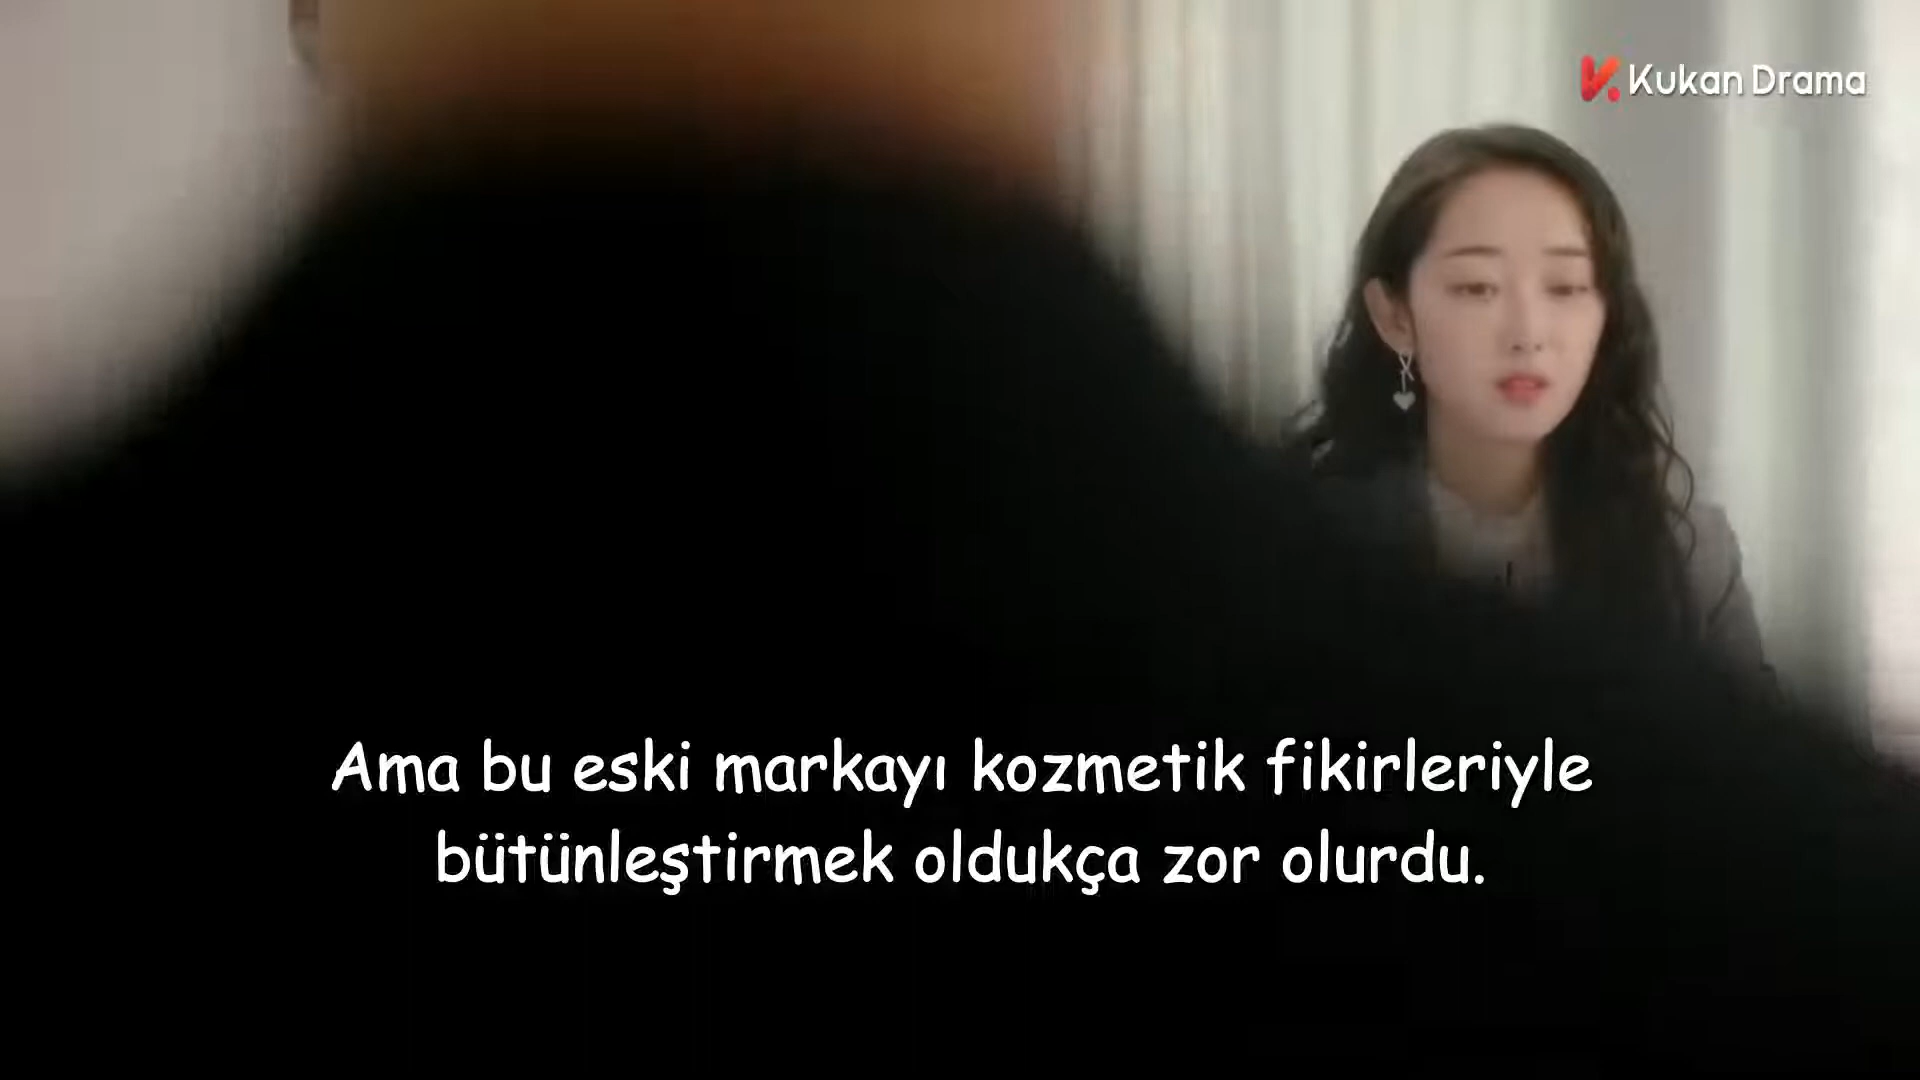 Kukan Drama
Ama bu eski markayı kozmetik fikirleriyle
bütünleştirmek oldukça zor olurdu.